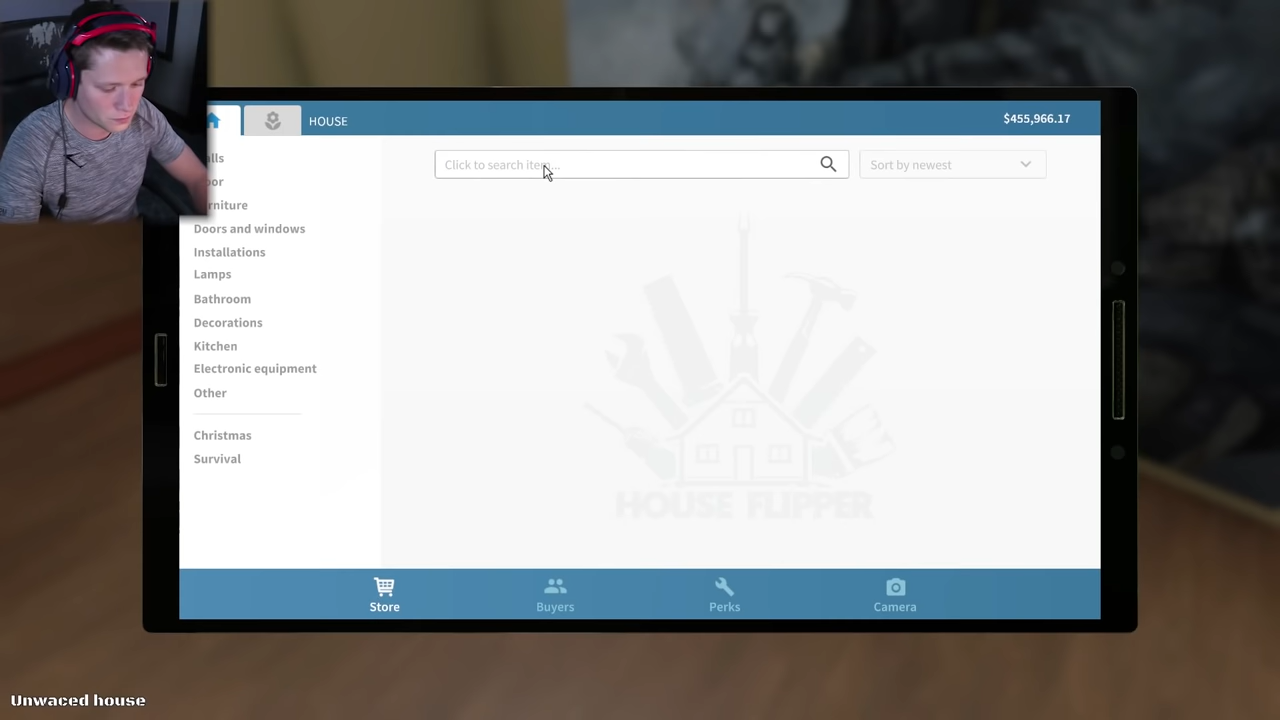 HOUSE
$455,966.17
Click to search item...
Sort by newest
Doors and windows
Installations
Lamps
Bathroom
Decorations
Kitchen
Electronic equipment
Other
Christmas
Survival
HOUSE FLIPPER
Store
Buyers
Perks
Camera
Unwaced house